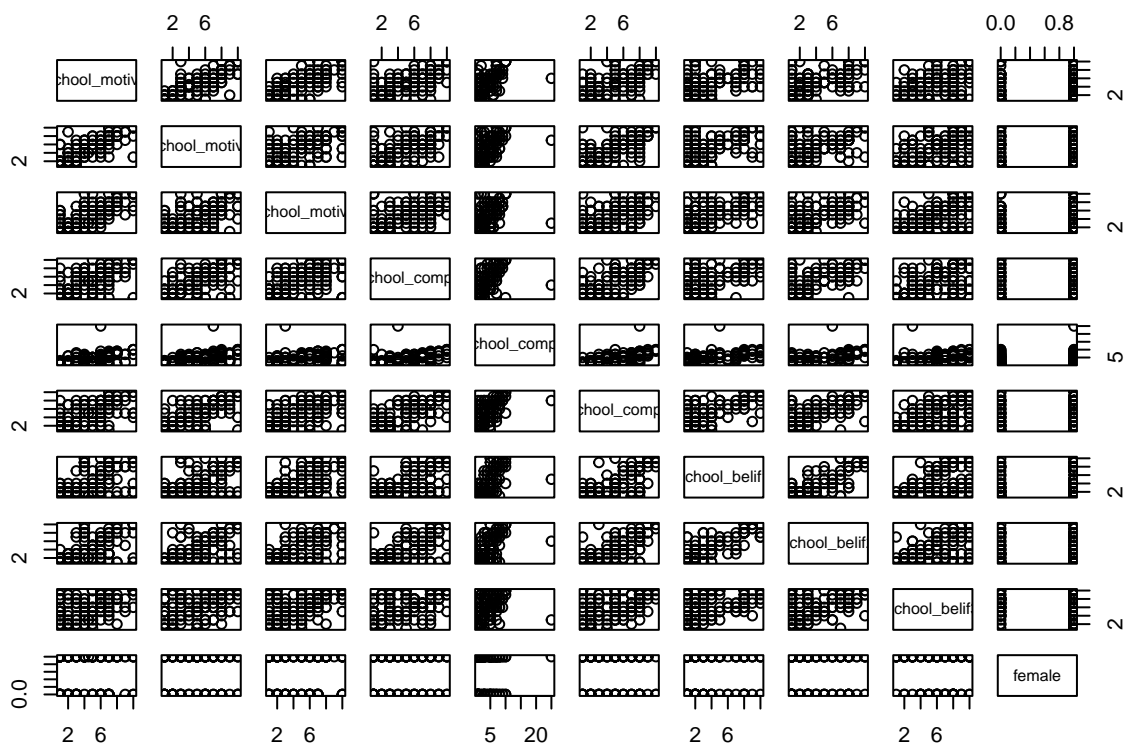 2 6 2 6 2 6 2 6 0.0 0.8
chool_motiv 2
2 chool_motiv
chool_motiv 2
2 chool_comp
chool_comp 5
2 chool_comp
chool_belif 2
2 chool_belif
chool_belif 2
0.0 female
2 6 2 6 5 20 2 6 2 6